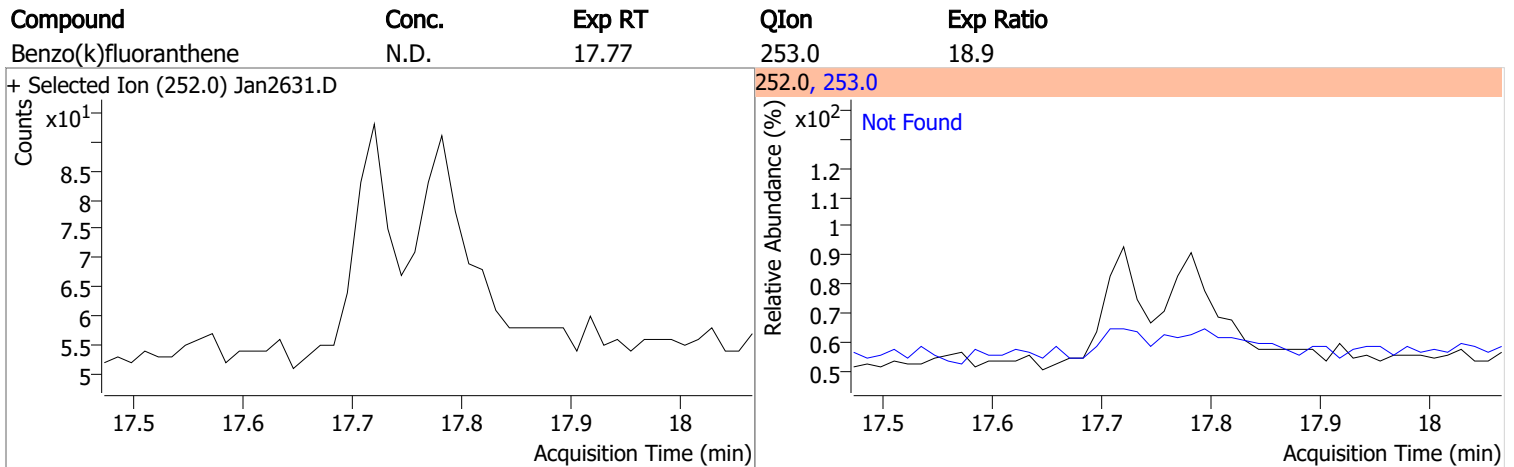 Compound Conc. Exp RT QIon Exp Ratio
Benzo(k)fluoranthene N.D. 17.77 253.0 18.9
+ Selected Ion (252.0) Jan2631.D
Counts
x10¹
8.5
8
7.5
7
6.5
6
5.5
5
17.5 17.6 17.7 17.8 17.9 18
Acquisition Time (min)
252.0, 253.0
Relative Abundance (%)
x10²
Not Found
1.2
1.1
1
0.9
0.8
0.7
0.6
0.5
17.5 17.6 17.7 17.8 17.9 18
Acquisition Time (min)